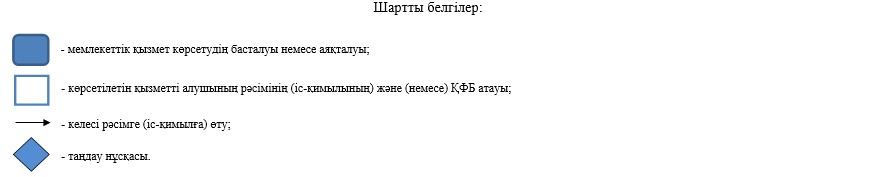 Шартты белгілер:
- мемлекеттік қызмет көрсетудің басталуы немесе аяқталуы;
- көрсетілетін қызметті алушының рәсімінің (іс-қимылының) және (немесе) ҚФБ атауы;
- келесі рәсімге (іс-қимылға) өту;
- таңдау нұсқасы.